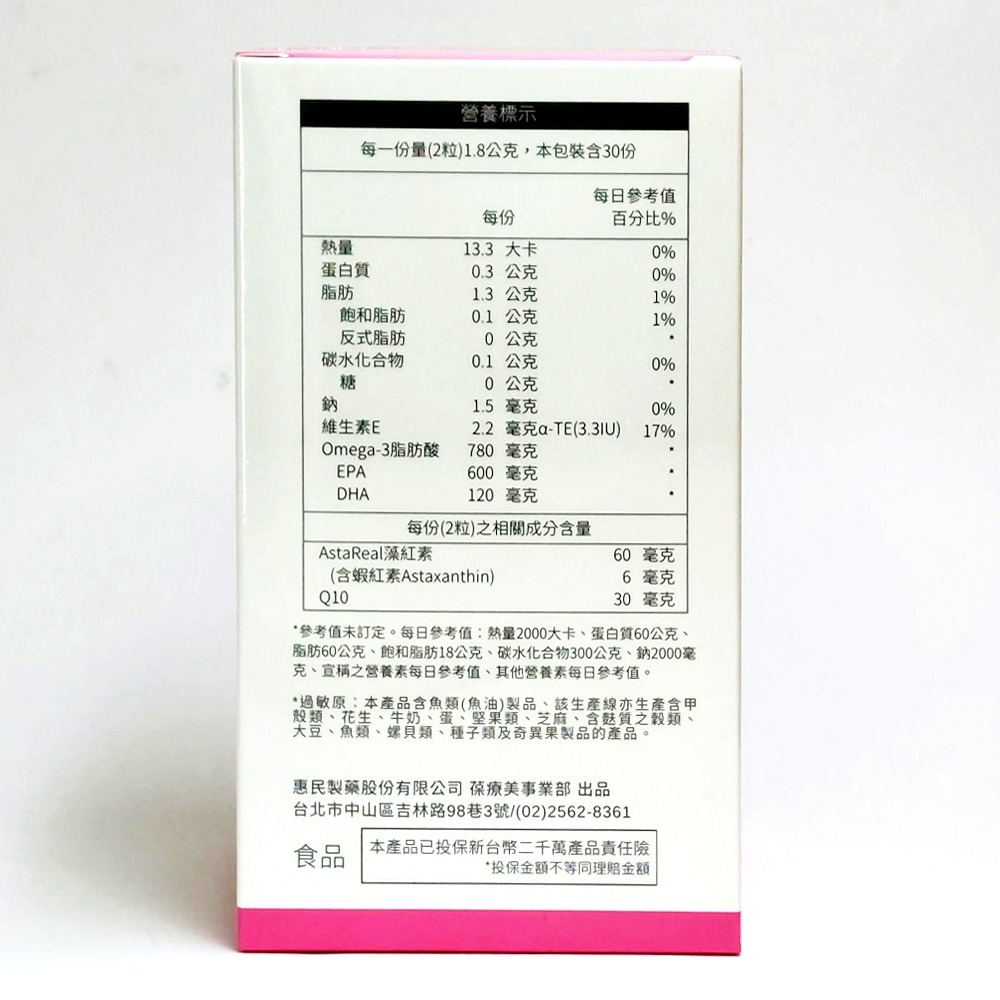 營養標示
每一份量(2粒)1.8公克，本包裝含30份
每日參考值
每份 百分比%
熱量 13.3 大卡 0%
蛋白質 0.3 公克 0%
脂肪 1.3 公克 1%
飽和脂肪 0.1 公克 1%
反式脂肪 0 公克 *
碳水化合物 0.1 公克 0%
糖 0 公克 *
鈉 1.5 毫克 0%
維生素E 2.2 毫克α-TE(3.3IU) 17%
Omega-3脂肪酸 780 毫克 *
EPA 600 毫克 *
DHA 120 毫克 *
每份(2粒)之相關成分含量
AstaReal藻紅素 60 毫克
(含蝦紅素Astaxanthin) 6 毫克
Q10 30 毫克
*參考值未訂定。每日參考值：熱量2000大卡、蛋白質60公克、
脂肪60公克、飽和脂肪18公克、碳水化合物300公克、鈉2000毫
克、宣稱之營養素每日參考值、其他營養素每日參考值。
*過敏原：本產品含魚類(魚油)製品、該生產線亦生產含甲
殼類、花生、牛奶、蛋、堅果類、芝麻、含麩質之穀類、
大豆、魚類、螺貝類、種子類及奇異果製品的產品。
惠民製藥股份有限公司 葆療美事業部 出品
台北市中山區吉林路98巷3號/(02)2562-8361
食品 本產品已投保新台幣二千萬產品責任險
*投保金額不等同理賠金額